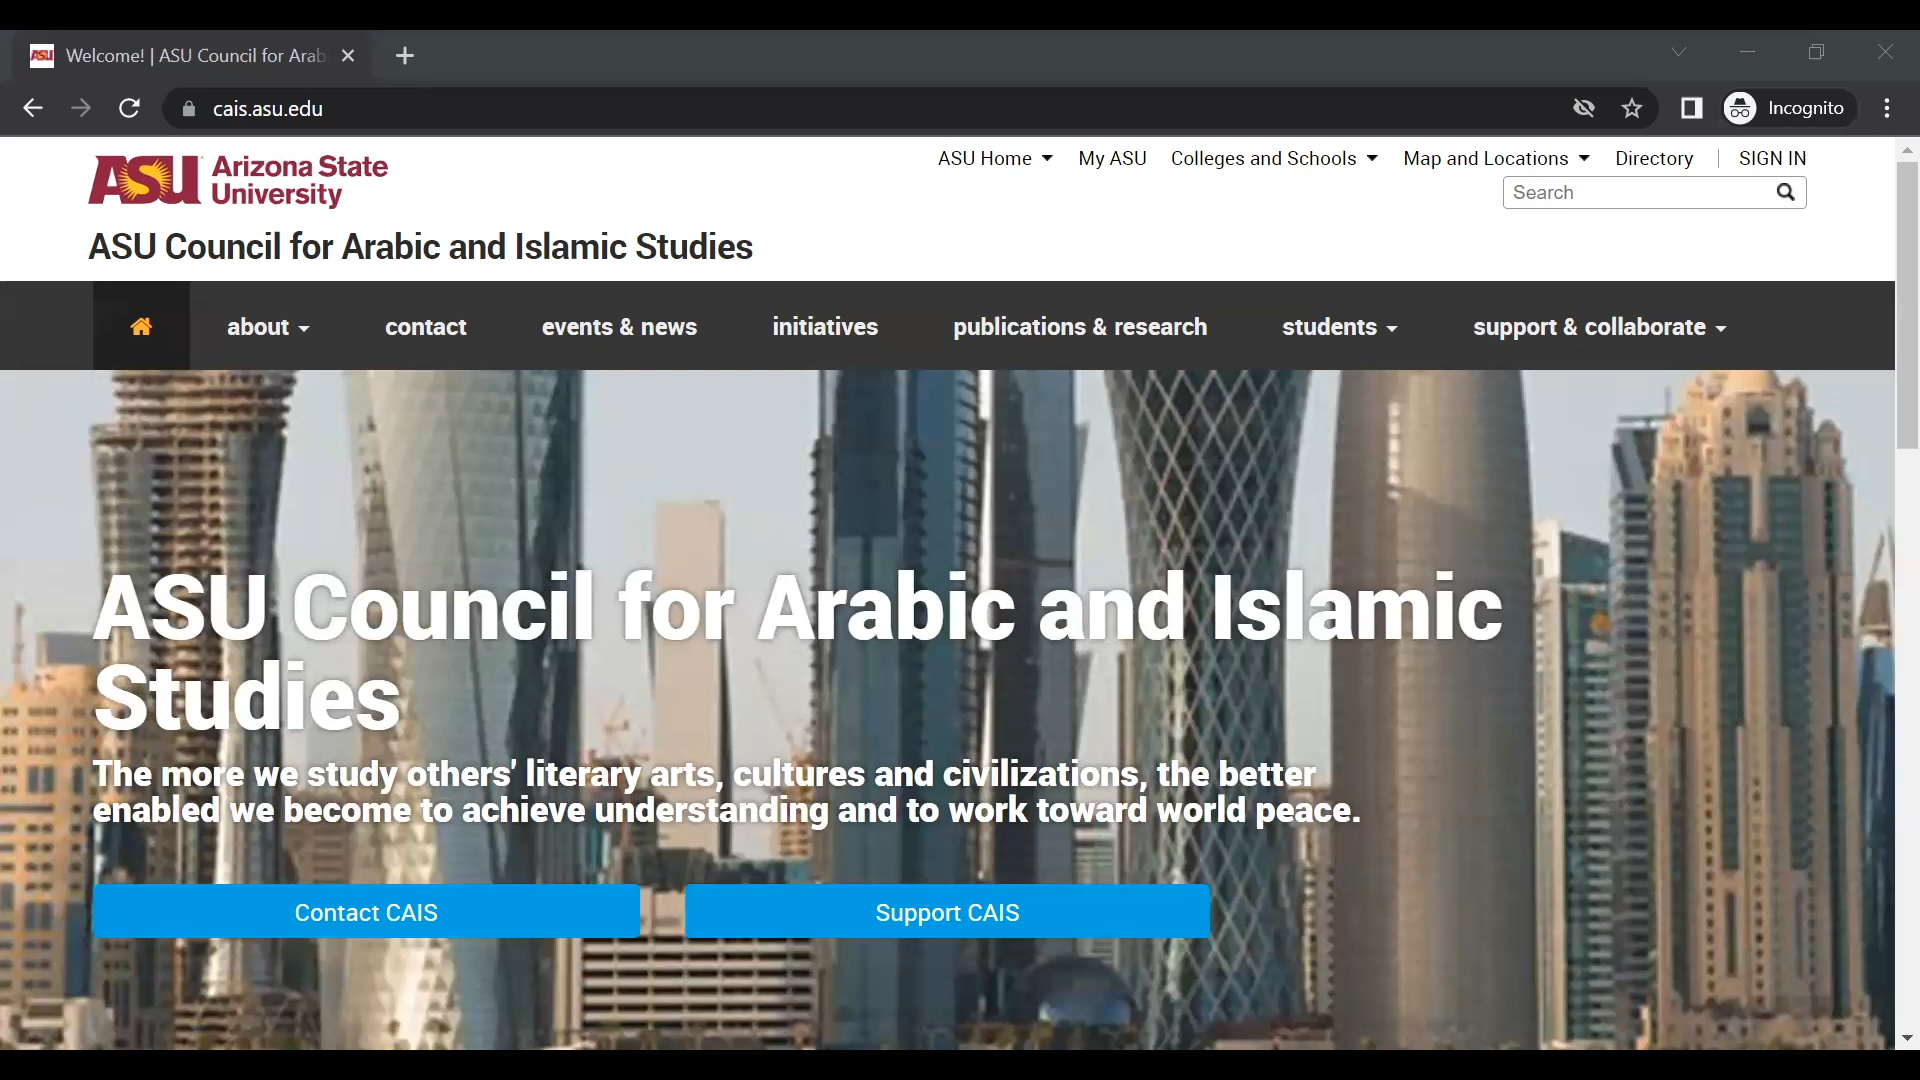 ASU
Welcome! | ASU Council for Arab
cais.asu.edu
Incognito
ASU Arizona State
University
ASU Home
My ASU
Colleges and Schools
Map and Locations
Directory
SIGN IN
Search
ASU Council for Arabic and Islamic Studies
about
contact
events & news
initiatives
publications & research
students
support & collaborate
ASU Council for Arabic and Islamic
Studies
The more we study others' literary arts, cultures and civilizations, the better
enabled we become to achieve understanding and to work toward world peace.
Contact CAIS
Support CAIS